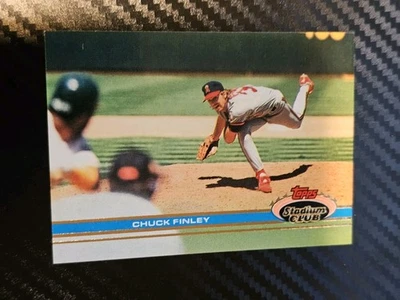 CHUCK FINLEY
Topps
Stadium
CLUB